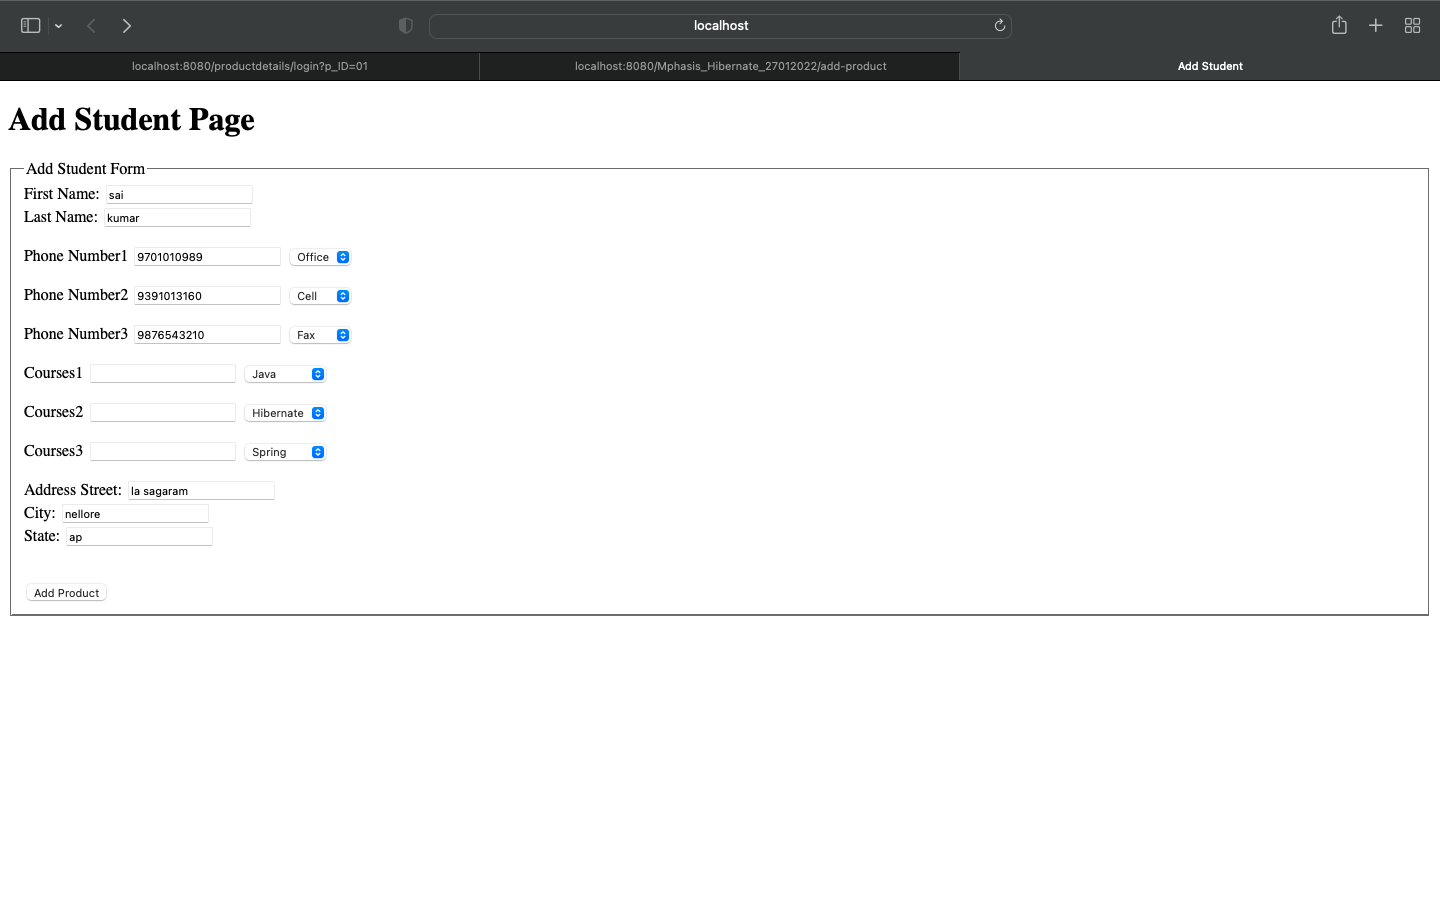 localhost
localhost:8080/productdetails/login?p_ID=01
localhost:8080/Mphasis_Hibernate_27012022/add-product
Add Student
Add Student Page
Add Student Form
First Name: sai
Last Name: kumar
Phone Number1 9701010989 Office
Phone Number2 9391013160 Cell
Phone Number3 9876543210 Fax
Courses1 Java
Courses2 Hibernate
Courses3 Spring
Address Street: la sagaram
City: nellore
State: ap
Add Product